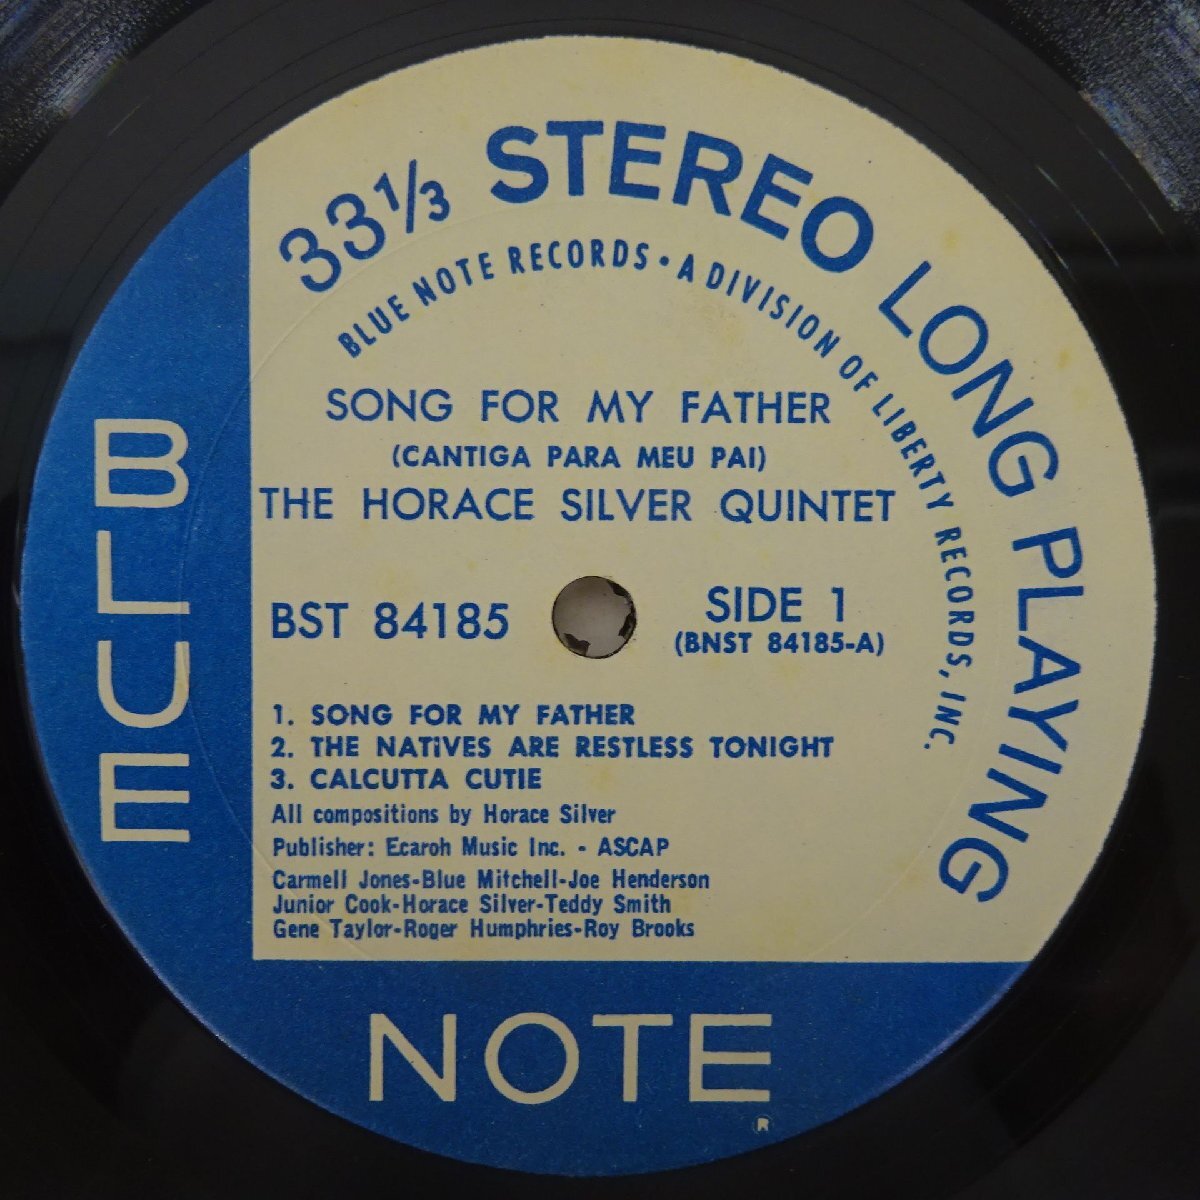 33⅓ STEREO LONG PLAYING
BLUE NOTE RECORDS • A DIVISION OF LIBERTY RECORDS, INC.
SONG FOR MY FATHER
(CANTIGA PARA MEU PAI)
THE HORACE SILVER QUINTET
BST 84185
SIDE 1
(BNST 84185-A)
1. SONG FOR MY FATHER
2. THE NATiVES ARE RESTLESS TONIGHT
3. CALCUTTA CUTIE
All compositions by Horace Silver
Publisher: Ecaroh Music Inc. - ASCAP
Carmell Jones-Blue Mitchell-Joe Henderson
Junior Cook-Horace Silver-Teddy Smith
Gene Taylor-Roger Humphries-Roy Brooks
BLUE
NOTE
®